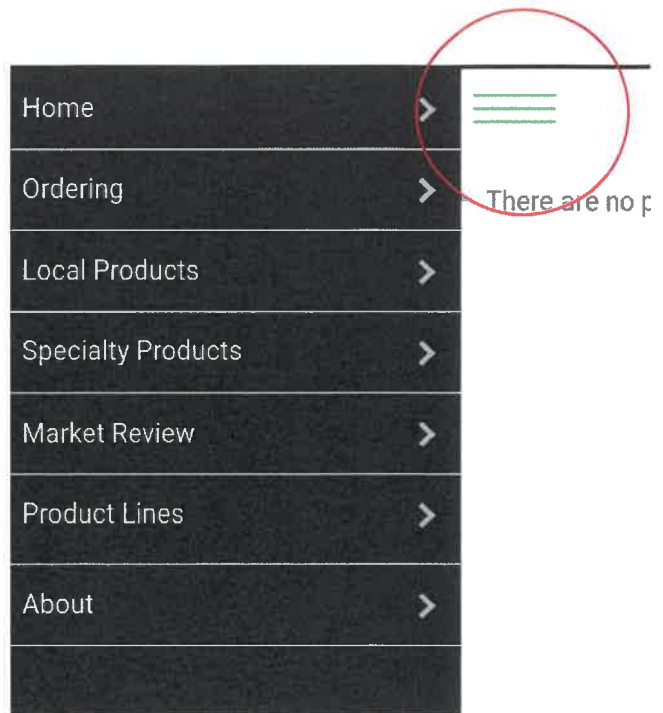 Home
There are no p
Ordering
Local Products
Specialty Products
Market Review
Product Lines
About